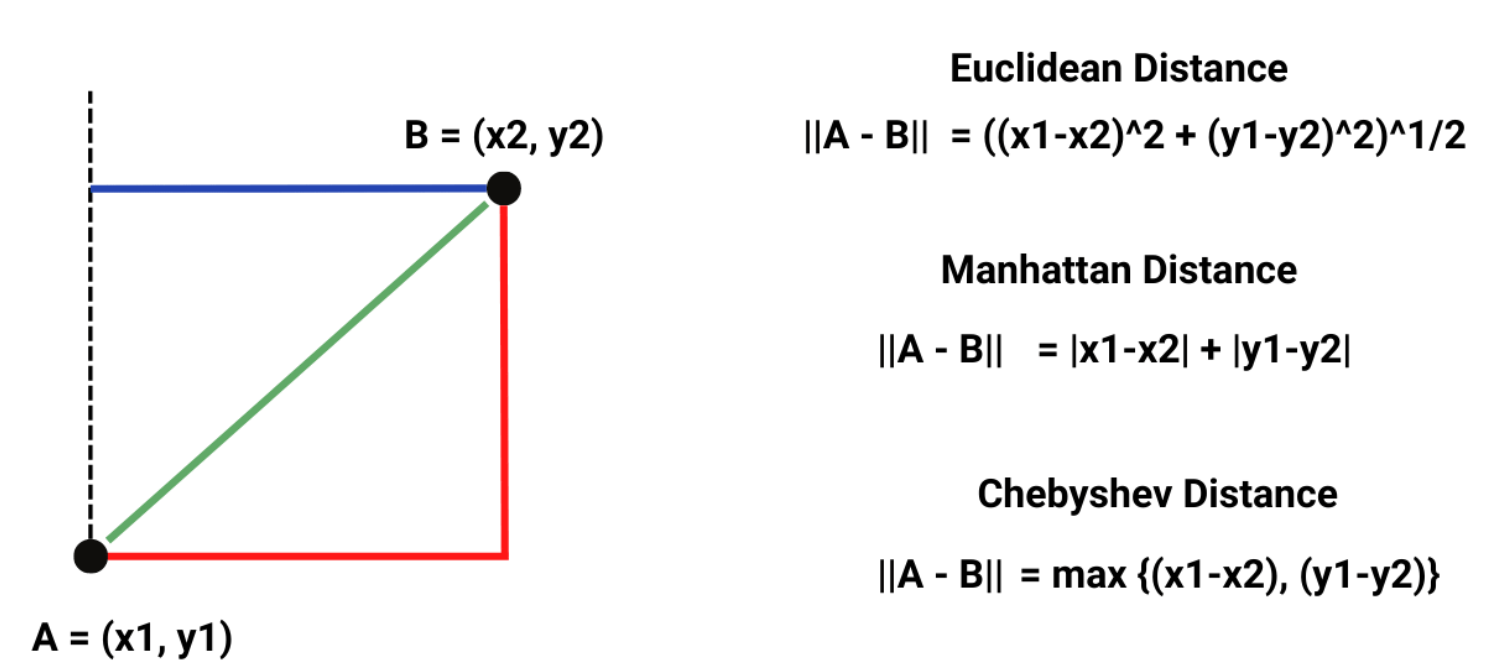 B = (x2, y2)
A = (x1, y1)
Euclidean Distance
||A - B|| = ((x1-x2)^2 + (y1-y2)^2)^1/2
Manhattan Distance
||A - B|| = |x1-x2| + |y1-y2|
Chebyshev Distance
||A - B|| = max {(x1-x2), (y1-y2)}